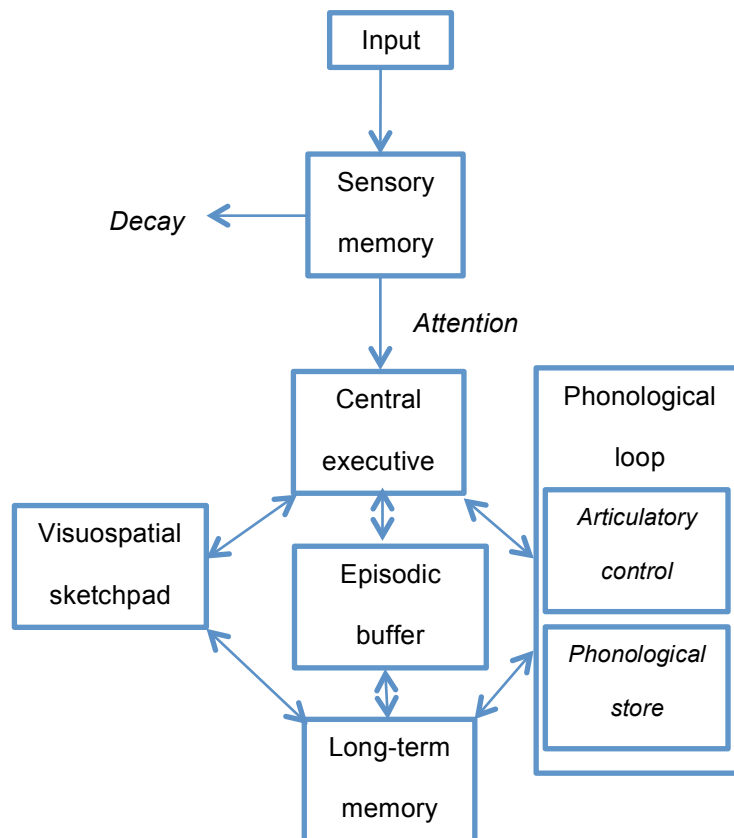 Input
Sensory
memory
Decay
Attention
Central
executive
Phonological
loop
Articulatory
control
Visuospatial
sketchpad
Episodic
buffer
Phonological
store
Long-term
memory